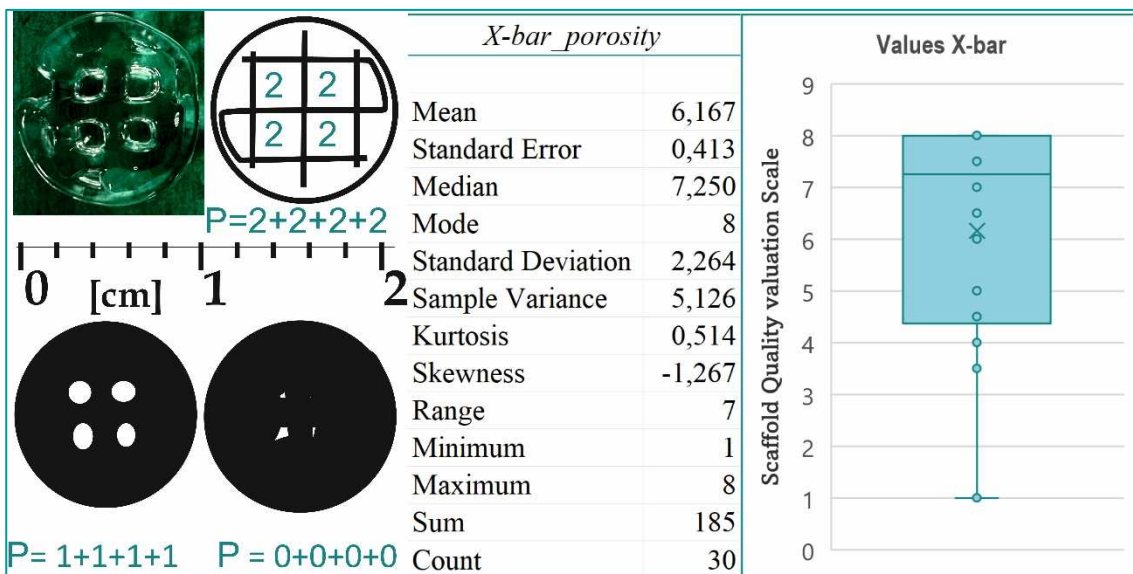 2 2
2 2
P=2+2+2+2
0 [cm] 1 2
P= 1+1+1+1
P = 0+0+0+0
X-bar_porosity
Mean 6,167
Standard Error 0,413
Median 7,250
Mode 8
Standard Deviation 2,264
Sample Variance 5,126
Kurtosis 0,514
Skewness -1,267
Range 7
Minimum 1
Maximum 8
Sum 185
Count 30
Values X-bar
Scaffold Quality valuation Scale
9
8
7
6
5
4
3
2
1
0